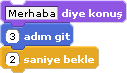 Merhaba diye konuş
3 adım git
2 saniye bekle